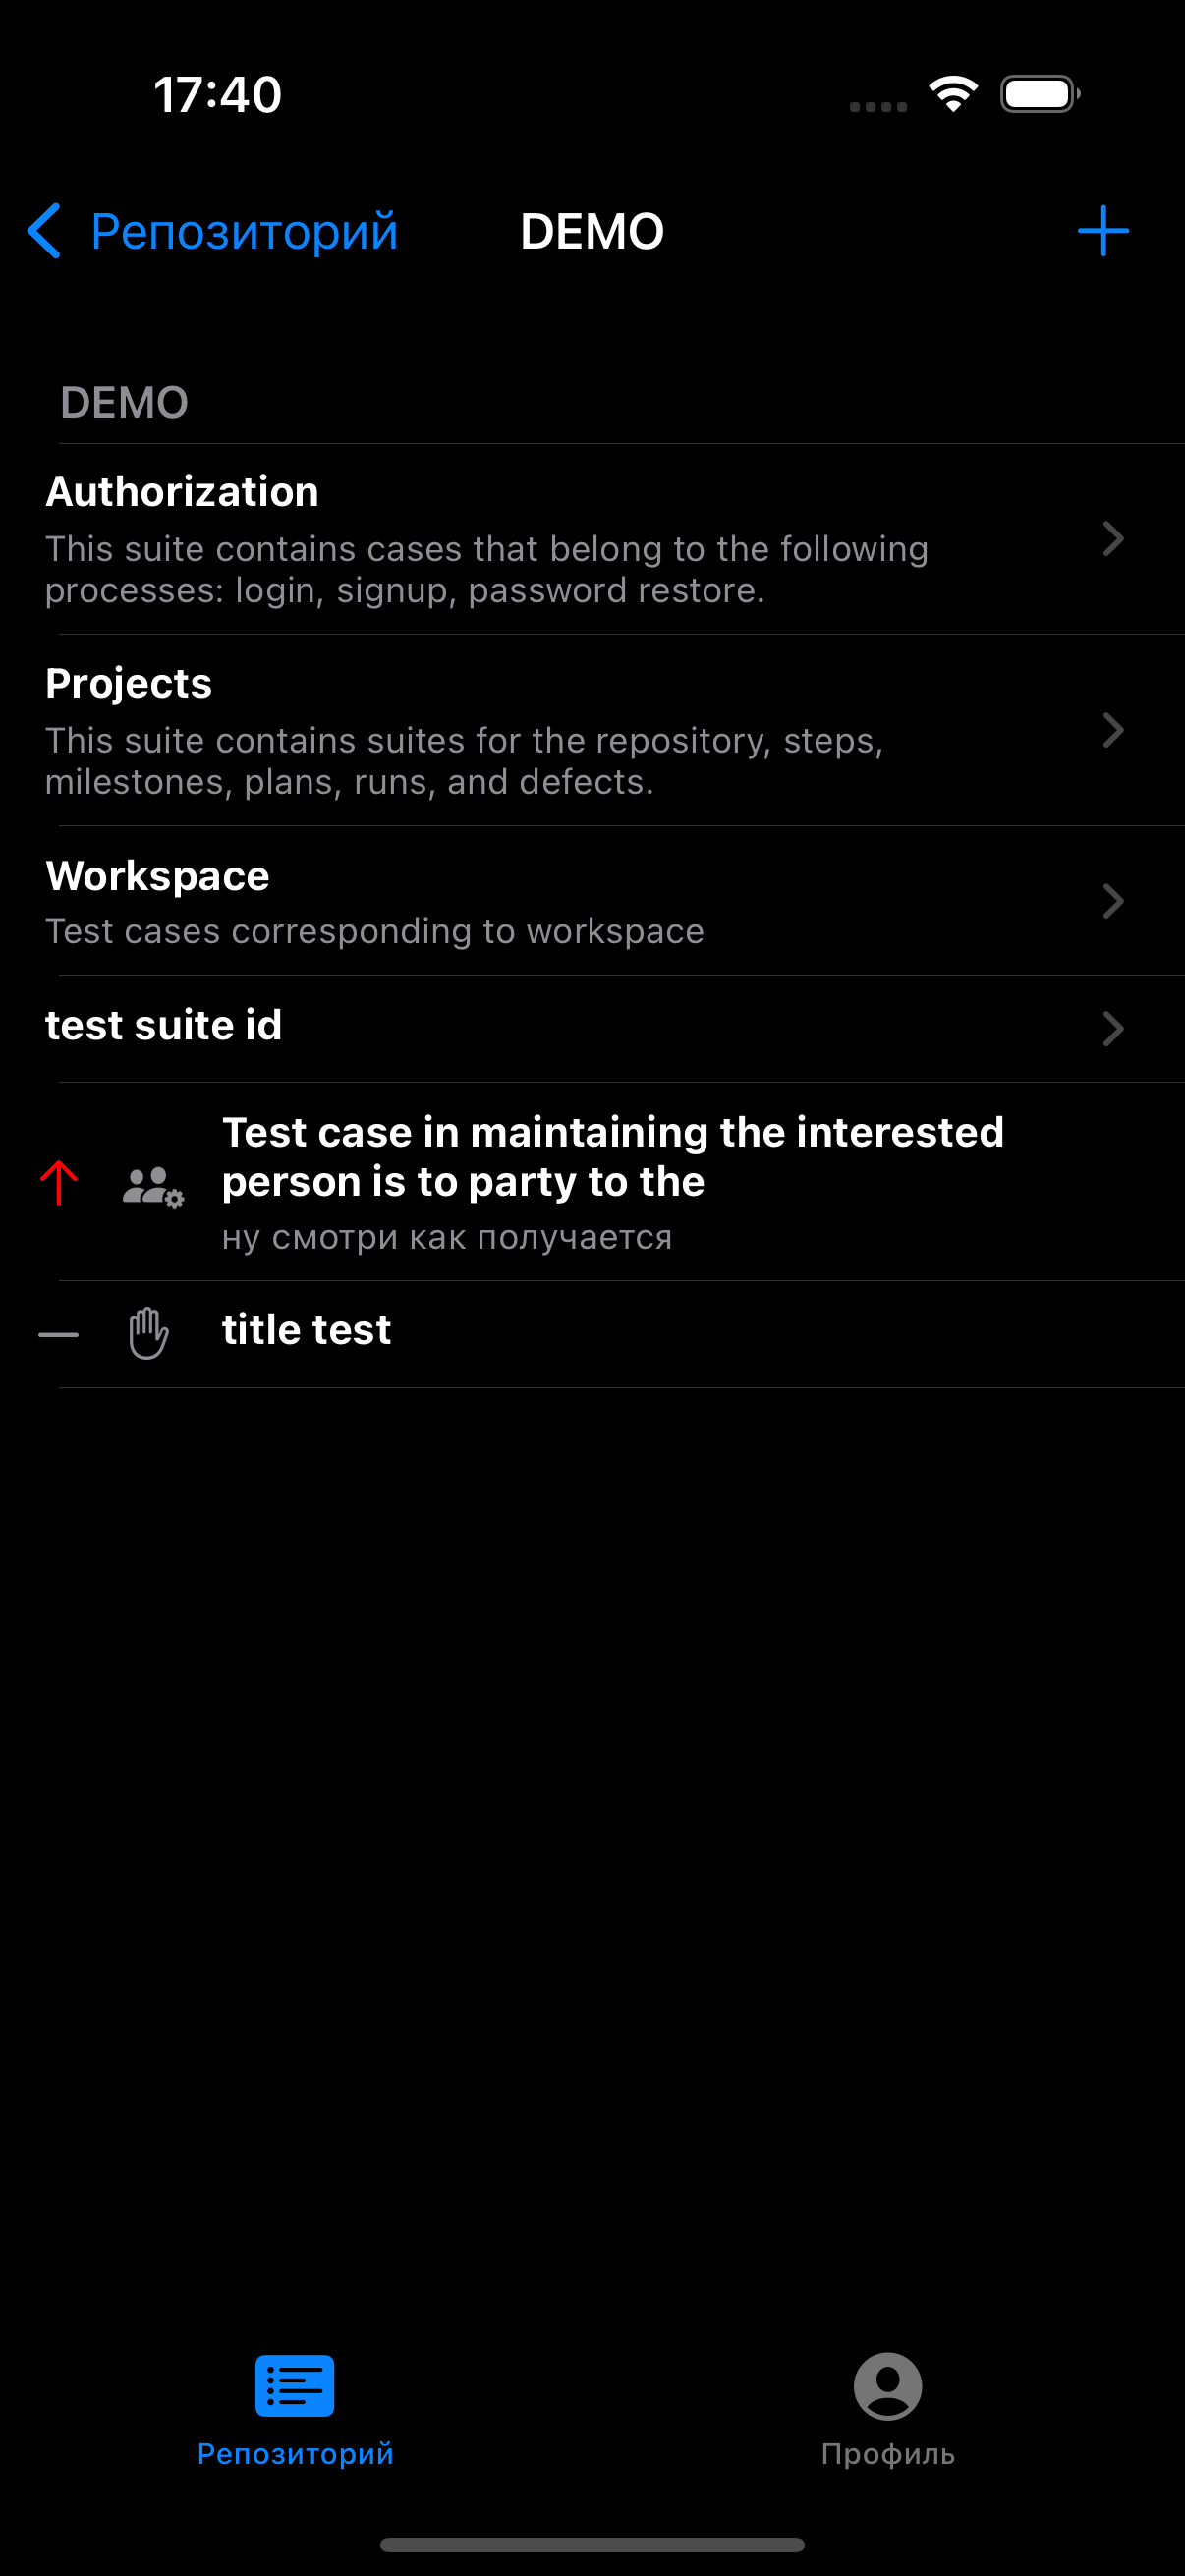 17:40
Репозиторий
DEMO
DEMO
Authorization
This suite contains cases that belong to the following
processes: login, signup, password restore.
Projects
This suite contains suites for the repository, steps,
milestones, plans, runs, and defects.
Workspace
Test cases corresponding to workspace
test suite id
Test case in maintaining the interested
person is to party to the
ну смотри как получается
title test
Репозиторий
Профиль